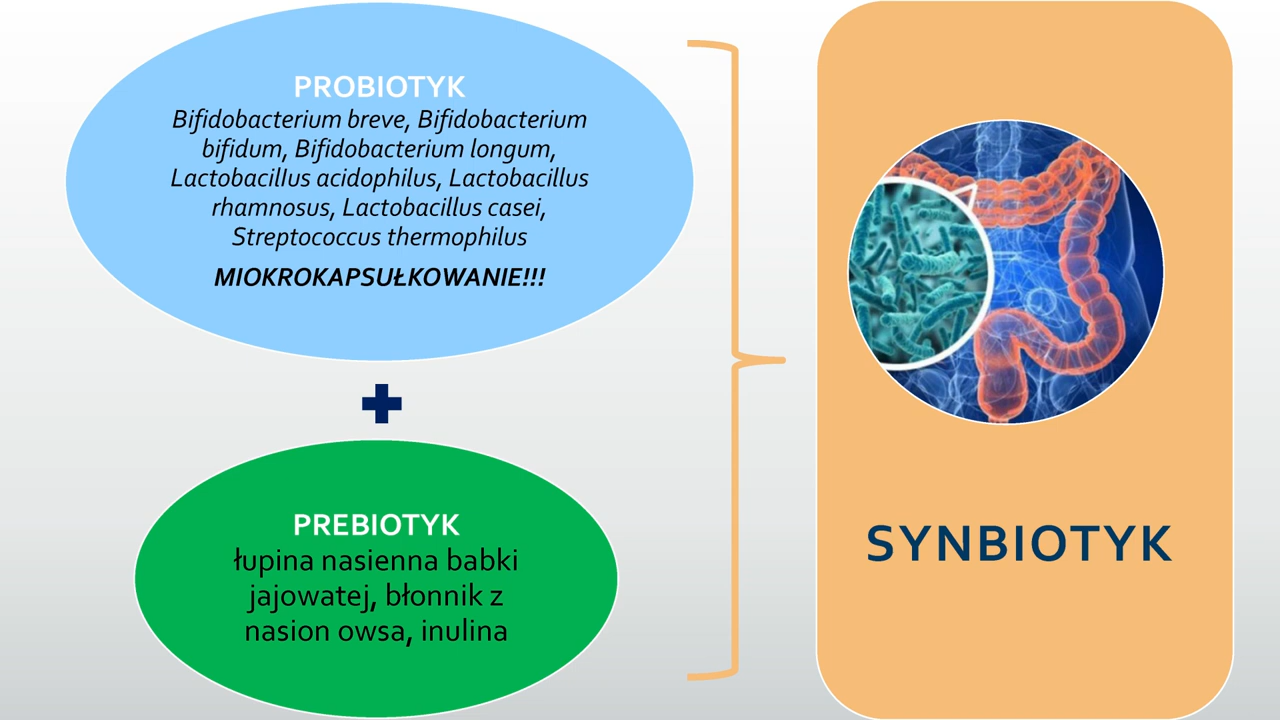 PROBIOTYK
Bifidobacterium breve, Bifidobacterium
bifidum, Bifidobacterium longum,
Lactobacillus acidophilus, Lactobacillus
rhamnosus, Lactobacillus casei,
Streptococcus thermophilus
MIOKROKAPSUŁKOWANIE!!!
PREBIOTYK
łupina nasienna babki
jajowatej, błonnik z
nasion owsa, inulina
SYNBIOTYK